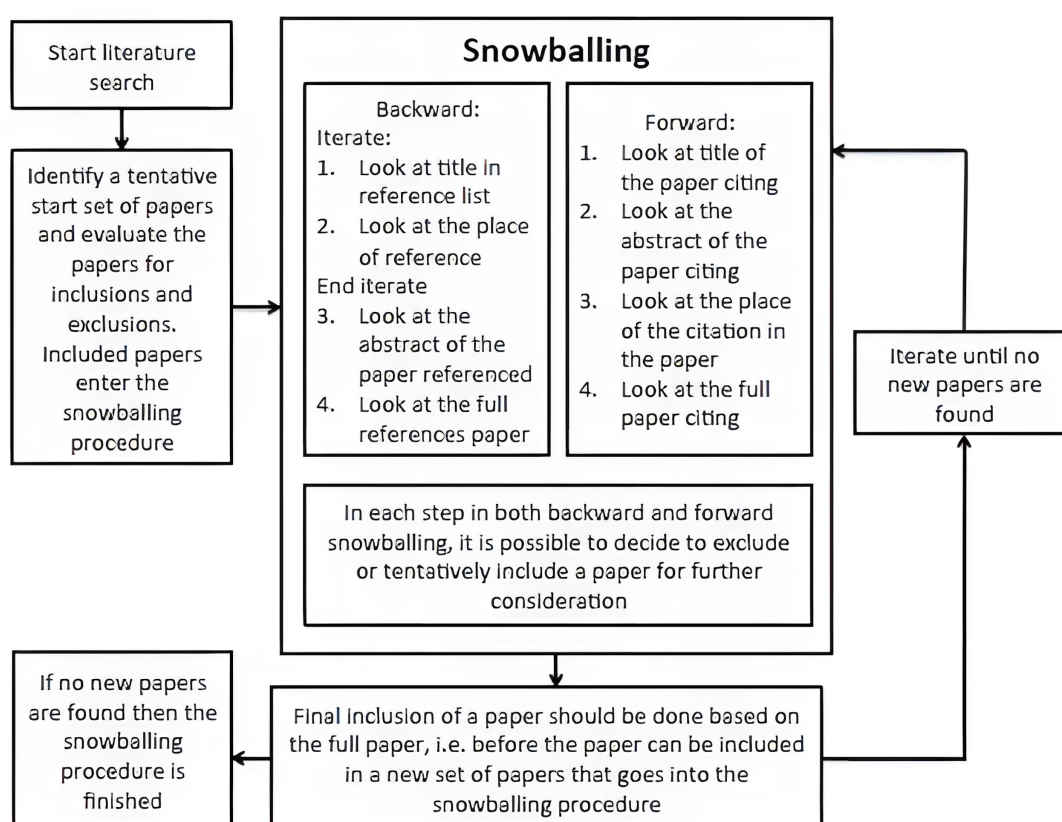 Start literature
search
Identify a tentative
start set of papers
and evaluate the
papers for
inclusions and
exclusions.
Included papers
enter the
snowballing
procedure
Snowballing
Backward:
Iterate:
1. Look at title in
reference list
2. Look at the place
of reference
End iterate
3. Look at the
abstract of the
paper referenced
4. Look at the full
references paper
Forward:
1. Look at title of
the paper citing
2. Look at the
abstract of the
paper citing
3. Look at the place
of the citation in
the paper
4. Look at the full
paper citing
In each step in both backward and forward
snowballing, it is possible to decide to exclude
or tentatively include a paper for further
consideration
Iterate until no
new papers are
found
If no new papers
are found then the
snowballing
procedure is
finished
Final inclusion of a paper should be done based on
the full paper, i.e. before the paper can be included
in a new set of papers that goes into the
snowballing procedure